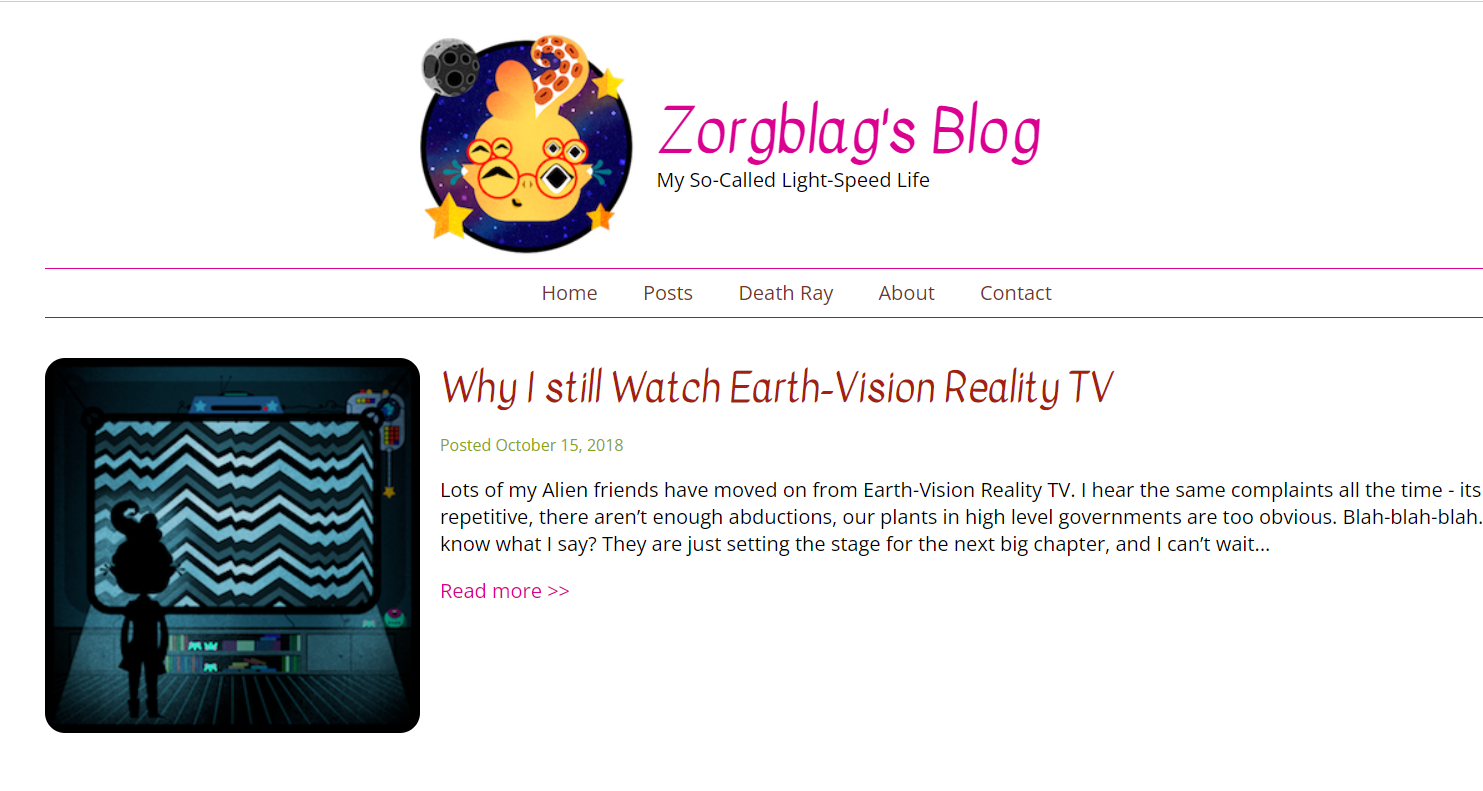 Zorgblag's Blog
My So-Called Light-Speed Life
Home Posts Death Ray About Contact
Why I still Watch Earth-Vision Reality TV
Posted October 15, 2018
Lots of my Alien friends have moved on from Earth-Vision Reality TV. I hear the same complaints all the time - its
repetitive, there aren’t enough abductions, our plants in high level governments are too obvious. Blah-blah-blah.
know what I say? They are just setting the stage for the next big chapter, and I can’t wait...
Read more >>